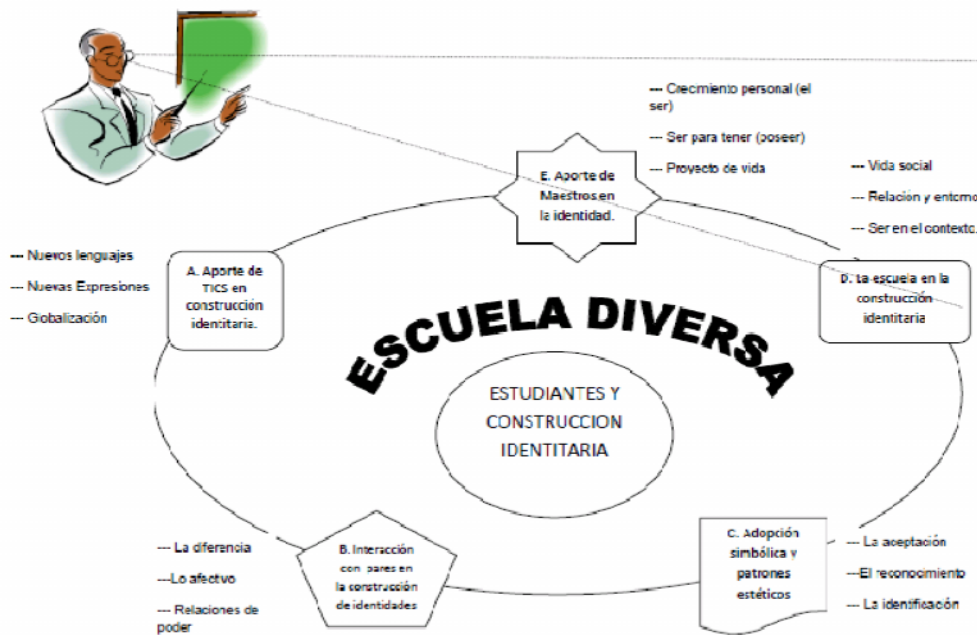 --- Crecimiento personal (el
ser)
--- Ser para tener (poseer)
--- Proyecto de vida
--- Vida social
--- Relación y entorno
--- Ser en el contexto.
E. Aporte de
Maestros en
la identidad.
--- Nuevos lenguajes
--- Nuevas Expresiones
--- Globalización
A. Aporte de
TICS en
construcción
identitaria.
D. La escuela en la
construcción
identitaria
ESCUELA DIVERSA
ESTUDIANTES Y
CONSTRUCCION
IDENTITARIA
--- La diferencia
---Lo afectivo
--- Relaciones de
poder
B. Interacción
con pares en
la construcción
de identidades
C. Adopción
simbólica y
patrones
estéticos
--- La aceptación
---El reconocimiento
--- La identificación